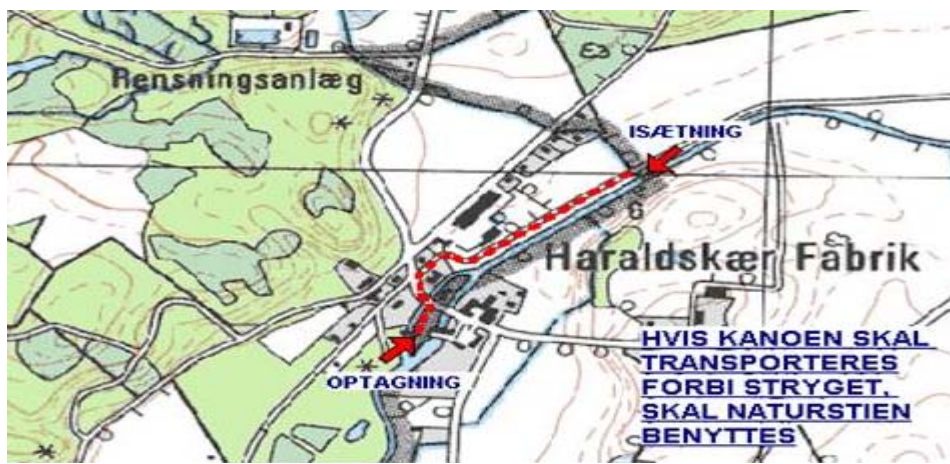 Rensningsanlæg
ISÆTNING
Haraldskær Fabrik
OPTAGNING
HVIS KANOEN SKAL
TRANSPORTERES
FORBI STRYGET,
SKAL NATURSTIEN
BENYTTES